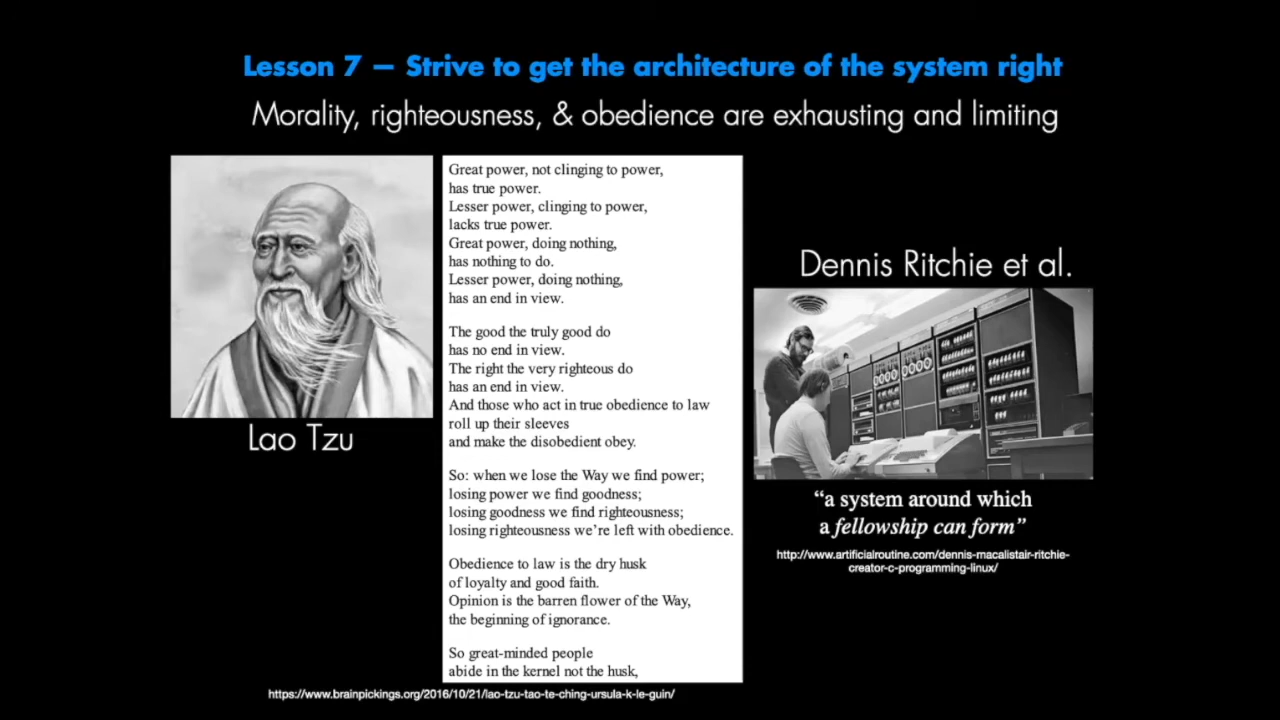 Lesson 7 — Strive to get the architecture of the system right
Morality, righteousness, & obedience are exhausting and limiting
Great power, not clinging to power,
has true power.
Lesser power, clinging to power,
lacks true power.
Great power, doing nothing,
has nothing to do.
Lesser power, doing nothing,
has an end in view.
The good the truly good do
has no end in view.
The right the very righteous do
has an end in view.
And those who act in true obedience to law
roll up their sleeves
and make the disobedient obey.
So: when we lose the Way we find power;
losing power we find goodness;
losing goodness we find righteousness;
losing righteousness we're left with obedience.
Obedience to law is the dry husk
of loyalty and good faith.
Opinion is the barren flower of the Way,
the beginning of ignorance.
So great-minded people
abide in the kernel not the husk,
Lao Tzu
https://www.brainpickings.org/2016/10/21/lao-tzu-tao-te-ching-ursula-k-le-guin/
Dennis Ritchie et al.
“a system around which
a fellowship can form”
http://www.artificialroutine.com/dennis-macalistair-ritchie-
creator-c-programming-linux/